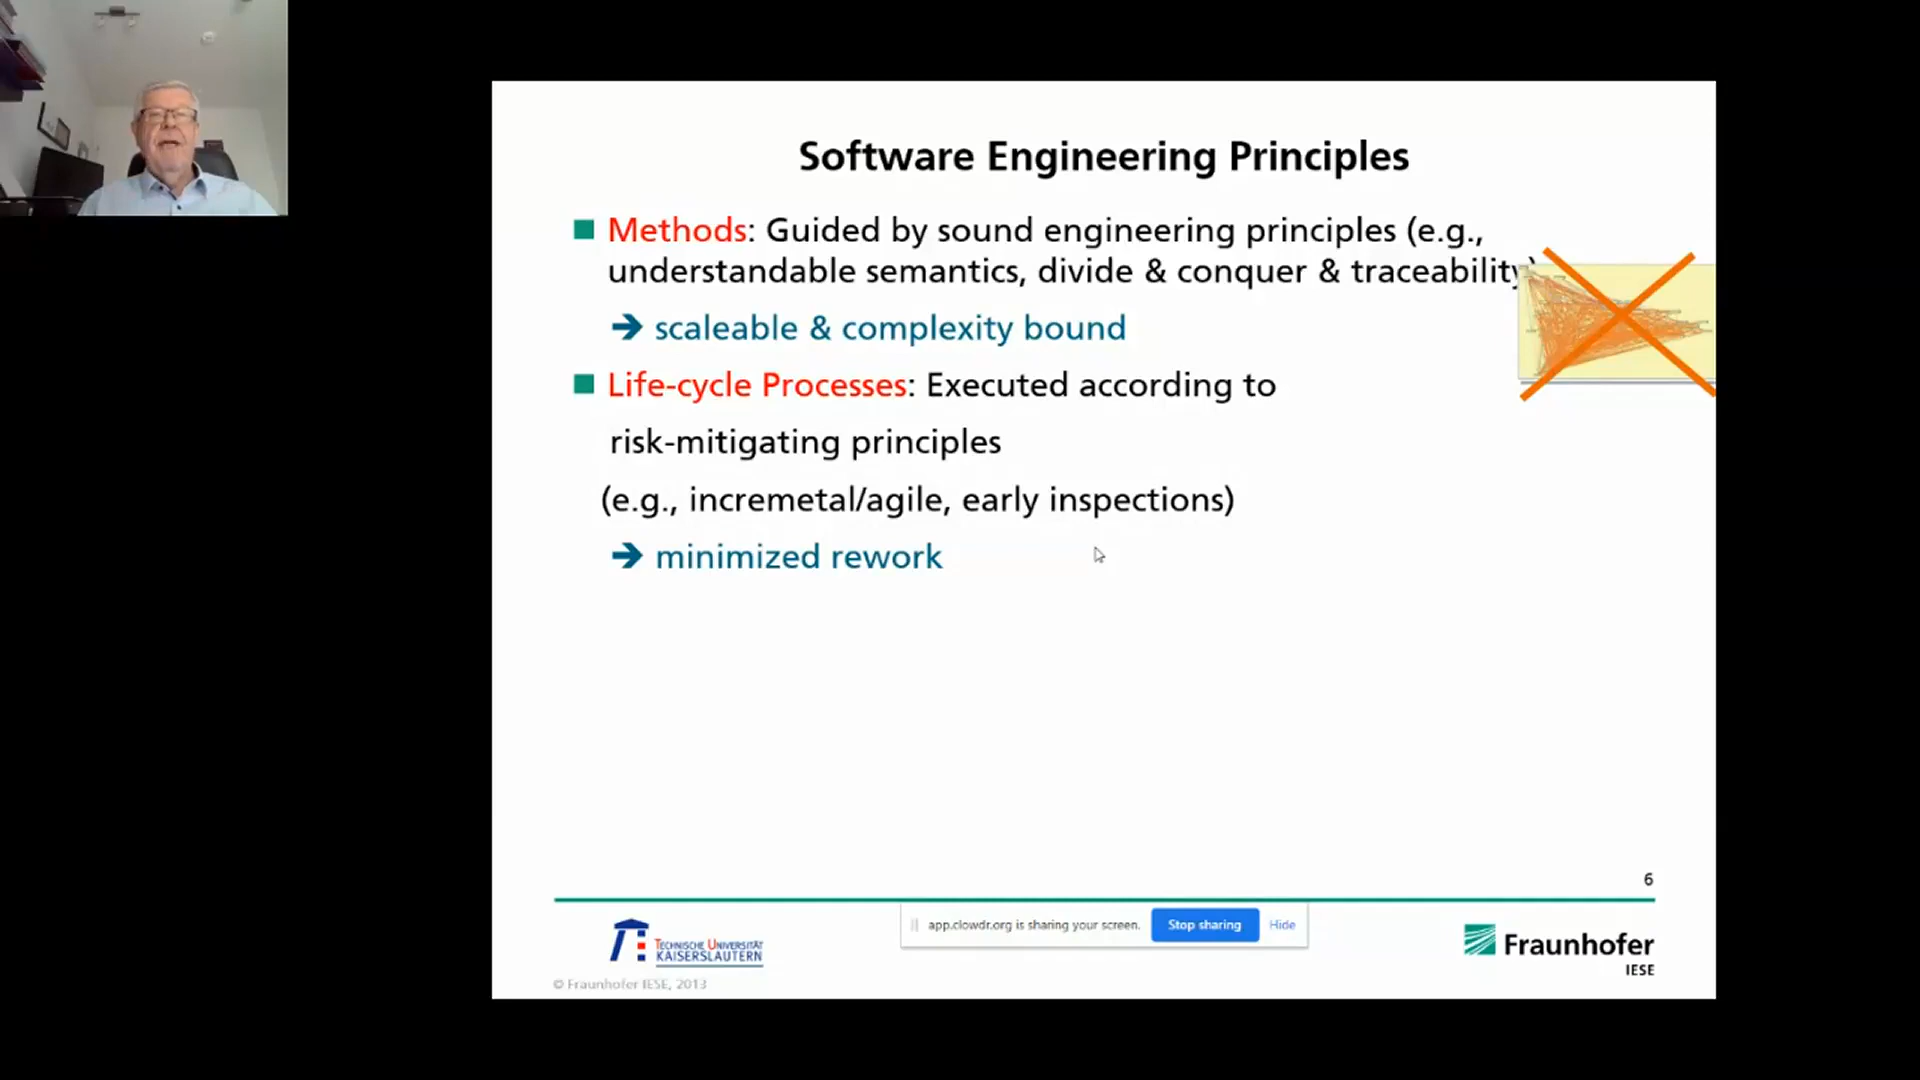 Software Engineering Principles
Methods: Guided by sound engineering principles (e.g.,
understandable semantics, divide & conquer & traceability)
➔ scaleable & complexity bound
Life-cycle Processes: Executed according to
risk-mitigating principles
(e.g., incremetal/agile, early inspections)
➔ minimized rework
6
app.clowdr.org is sharing your screen.
Stop sharing
Hide
TECHNISCHE UNIVERSITÄT
KAISERSLAUTERN
Fraunhofer
IESE
© Fraunhofer IESE, 2013